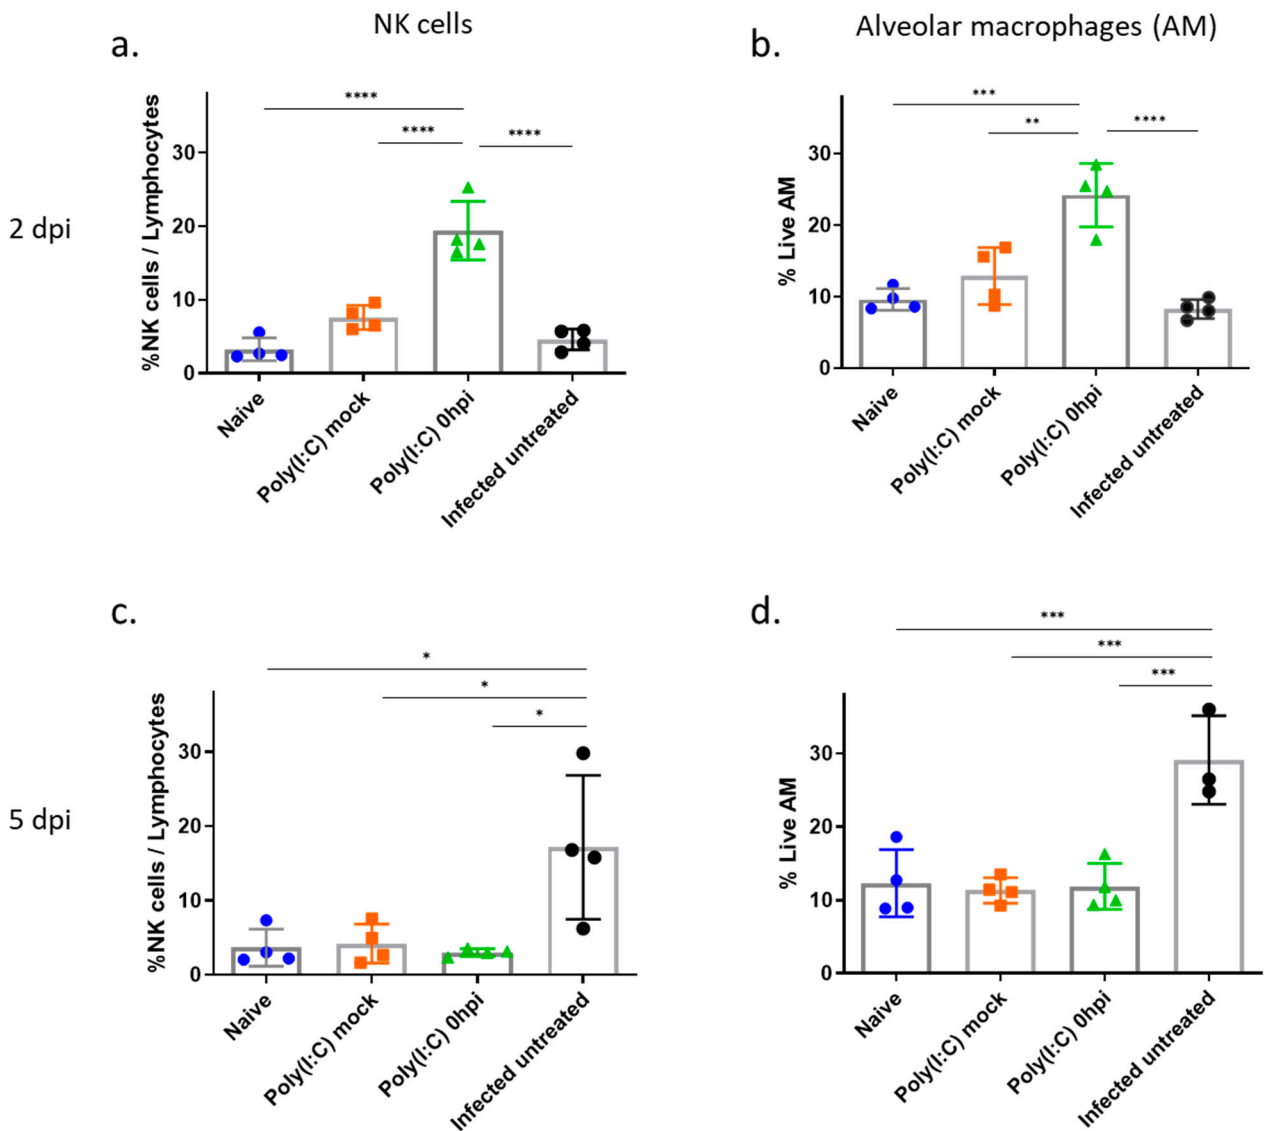 NK cells
Alveolar macrophages (AM)
a.
b.
2 dpi
%NK cells / Lymphocytes
30
20
10
0
****
****
****
Naive
Poly(I:C) mock
Poly(I:C) 0hpi
Infected untreated
% Live AM
30
20
10
0
***
**
****
Naive
Poly(I:C) mock
Poly(I:C) 0hpi
Infected untreated
c.
d.
5 dpi
%NK cells / Lymphocytes
30
20
10
0
*
*
*
Naive
Poly(I:C) mock
Poly(I:C) 0hpi
Infected untreated
% Live AM
30
20
10
0
***
***
***
Naive
Poly(I:C) mock
Poly(I:C) 0hpi
Infected untreated